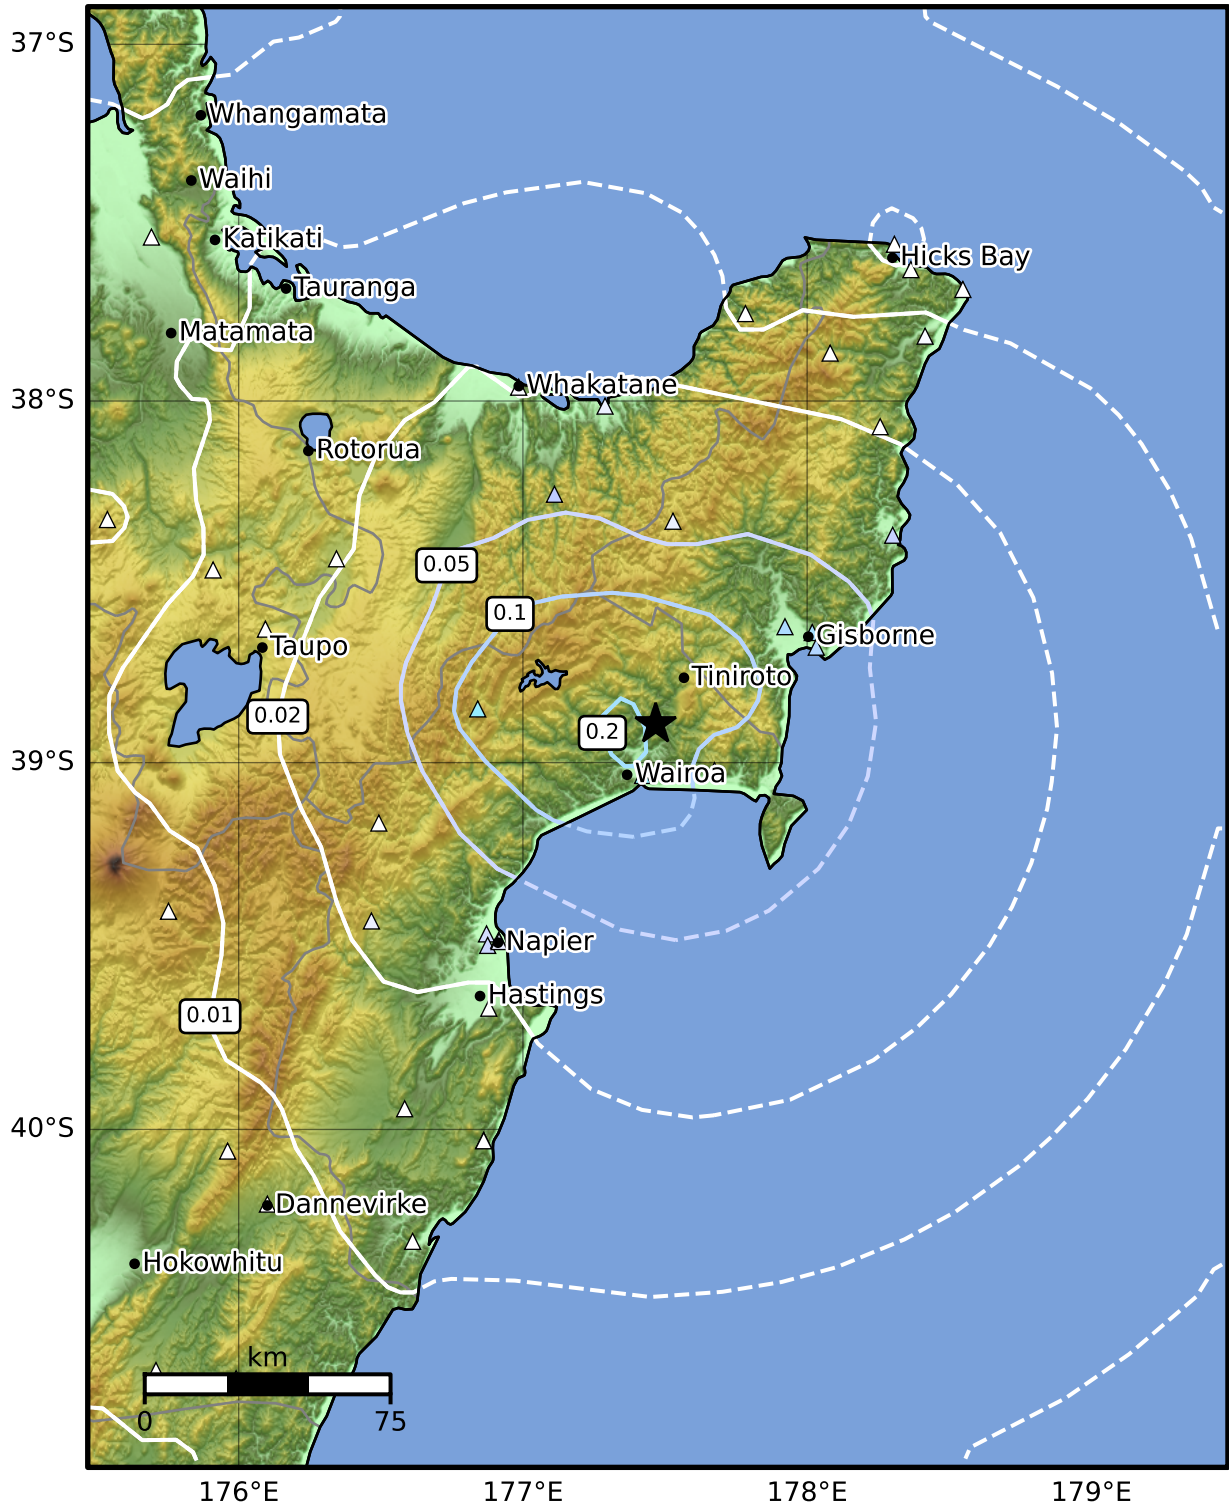 37°S
Whangamata
Waihi
Katikati
Hicks Bay
Tauranga
Matamata
Whakatane
38°S
Rotorua
0.05
0.1
Gisborne
Taupo
Tiniroto
0.02
0.2
39°S
Wairoa
Napier
Hastings
0.01
40°S
Dannevirke
Hokowhitu
km
0 75
176°E 177°E 178°E 179°E